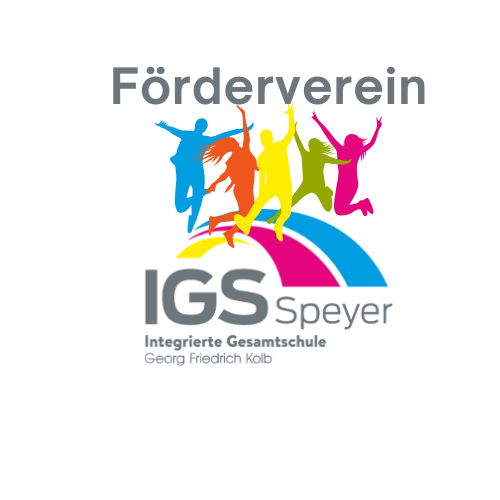 Förderverein
IGS Speyer
Integrierte Gesamtschule
Georg Friedrich Kolb